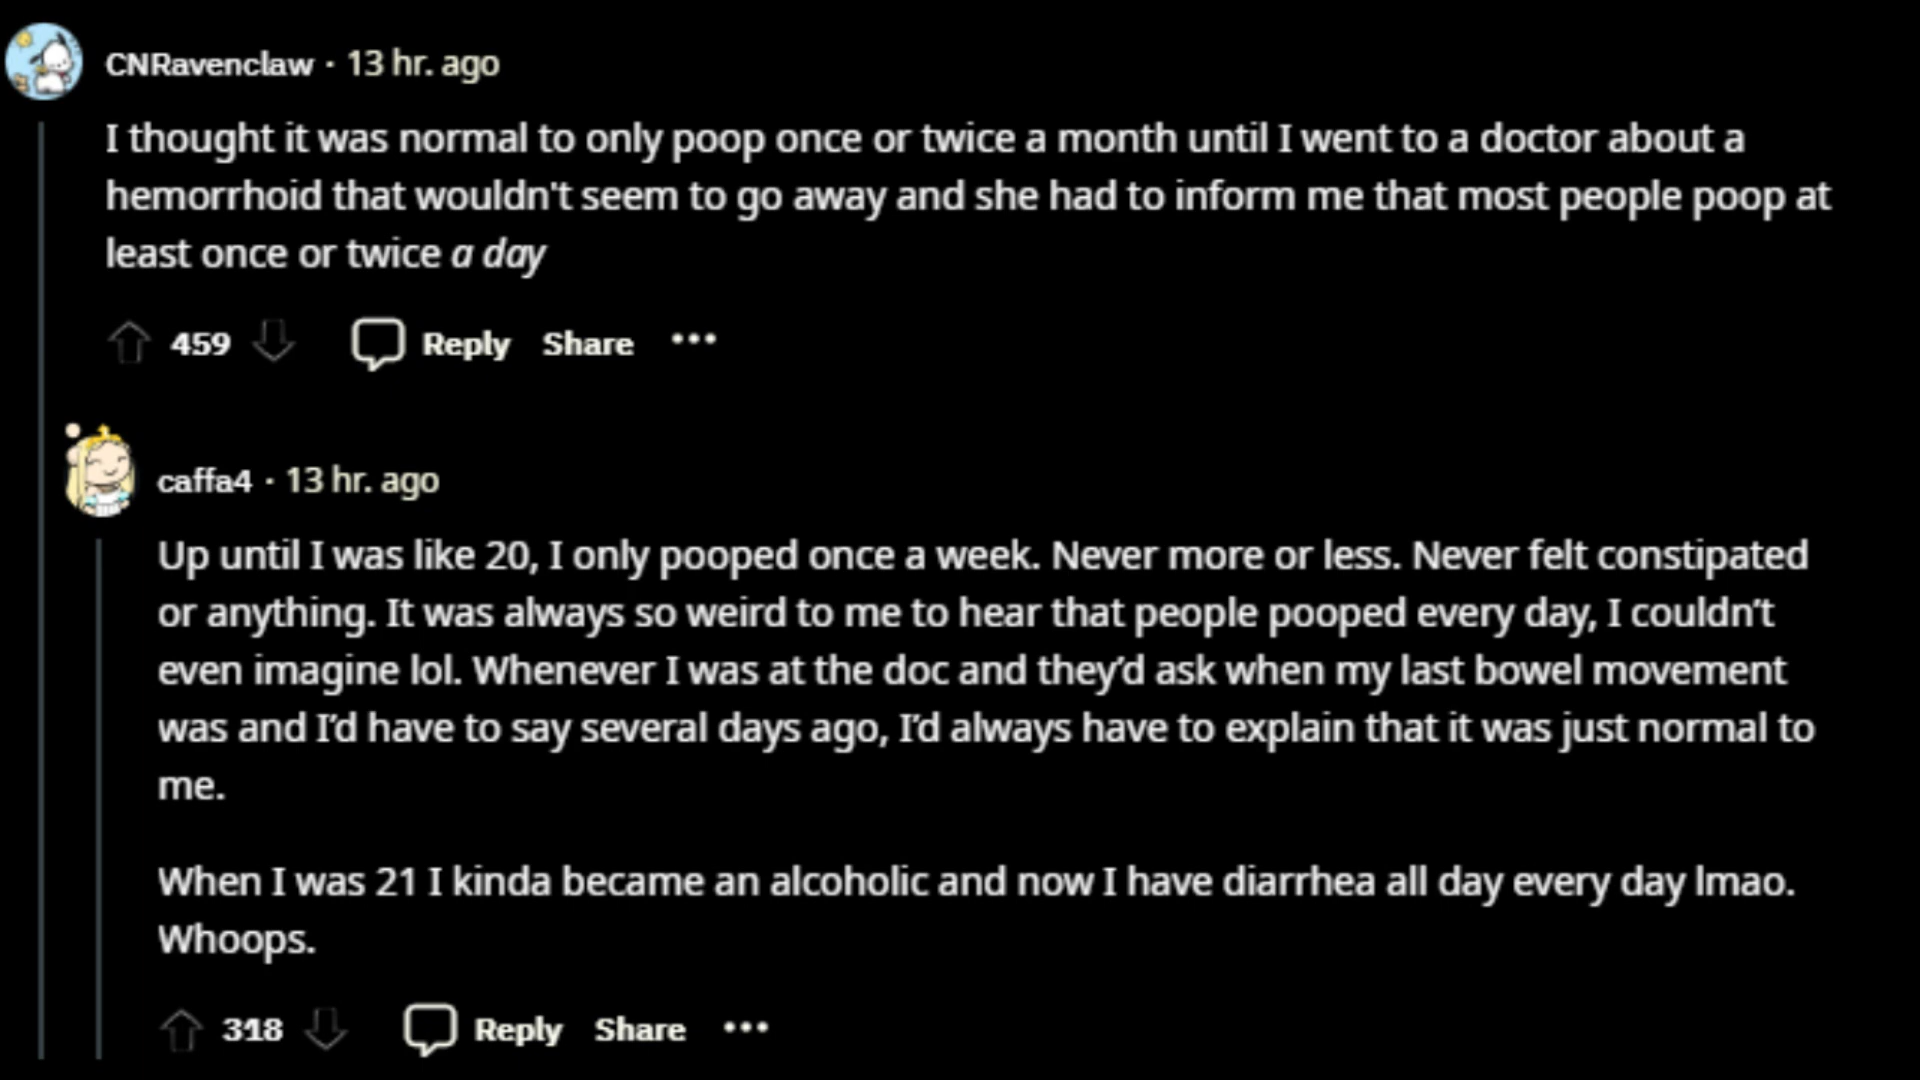 CNRavenclaw · 13 hr. ago
I thought it was normal to only poop once or twice a month until I went to a doctor about a
hemorrhoid that wouldn't seem to go away and she had to inform me that most people poop at
least once or twice a day
459 Reply Share •••
caffa4 · 13 hr. ago
Up until I was like 20, I only pooped once a week. Never more or less. Never felt constipated
or anything. It was always so weird to me to hear that people pooped every day, I couldn’t
even imagine lol. Whenever I was at the doc and they’d ask when my last bowel movement
was and I’d have to say several days ago, I’d always have to explain that it was just normal to
me.
When I was 21 I kinda became an alcoholic and now I have diarrhea all day every day lmao.
Whoops.
318 Reply Share •••